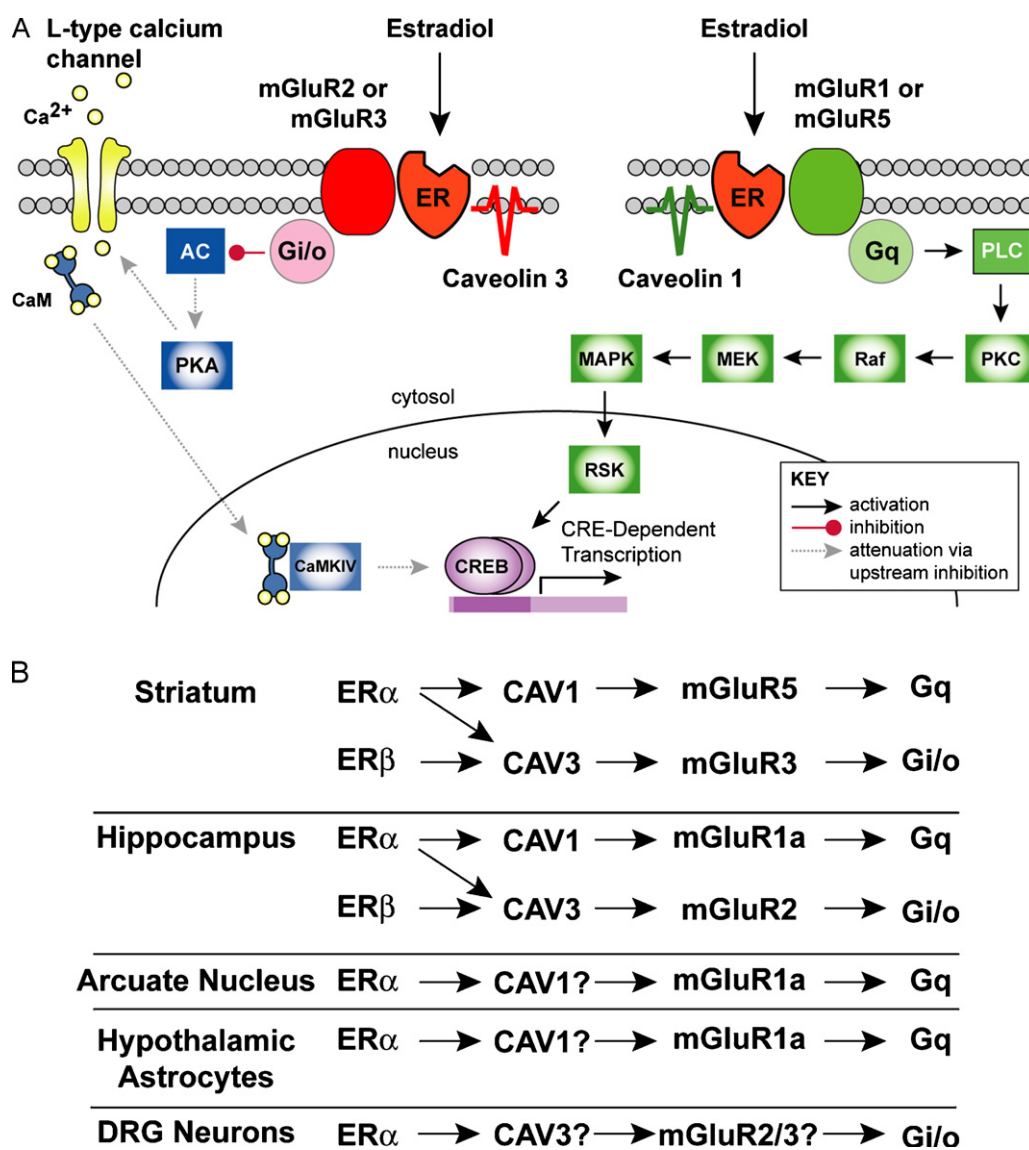 A
L-type calcium
channel
Ca2+
Estradiol
mGluR2 or
mGluR3
Estradiol
mGluR1 or
mGluR5
ER
ER
AC
Gi/o
Gq
PLC
CaM
Caveolin 3
Caveolin 1
PKA
MAPK
MEK
Raf
PKC
cytosol
nucleus
RSK
KEY
activation
inhibition
attenuation via
upstream inhibition
CRE-Dependent
Transcription
CaMKIV
CREB
B
Striatum ERα CAV1 mGluR5 Gq
ERβ CAV3 mGluR3 Gi/o
Hippocampus ERα CAV1 mGluR1a Gq
ERβ CAV3 mGluR2 Gi/o
Arcuate Nucleus ERα CAV1? mGluR1a Gq
Hypothalamic ERα CAV1? mGluR1a Gq
Astrocytes
DRG Neurons ERα CAV3? mGluR2/3? Gi/o